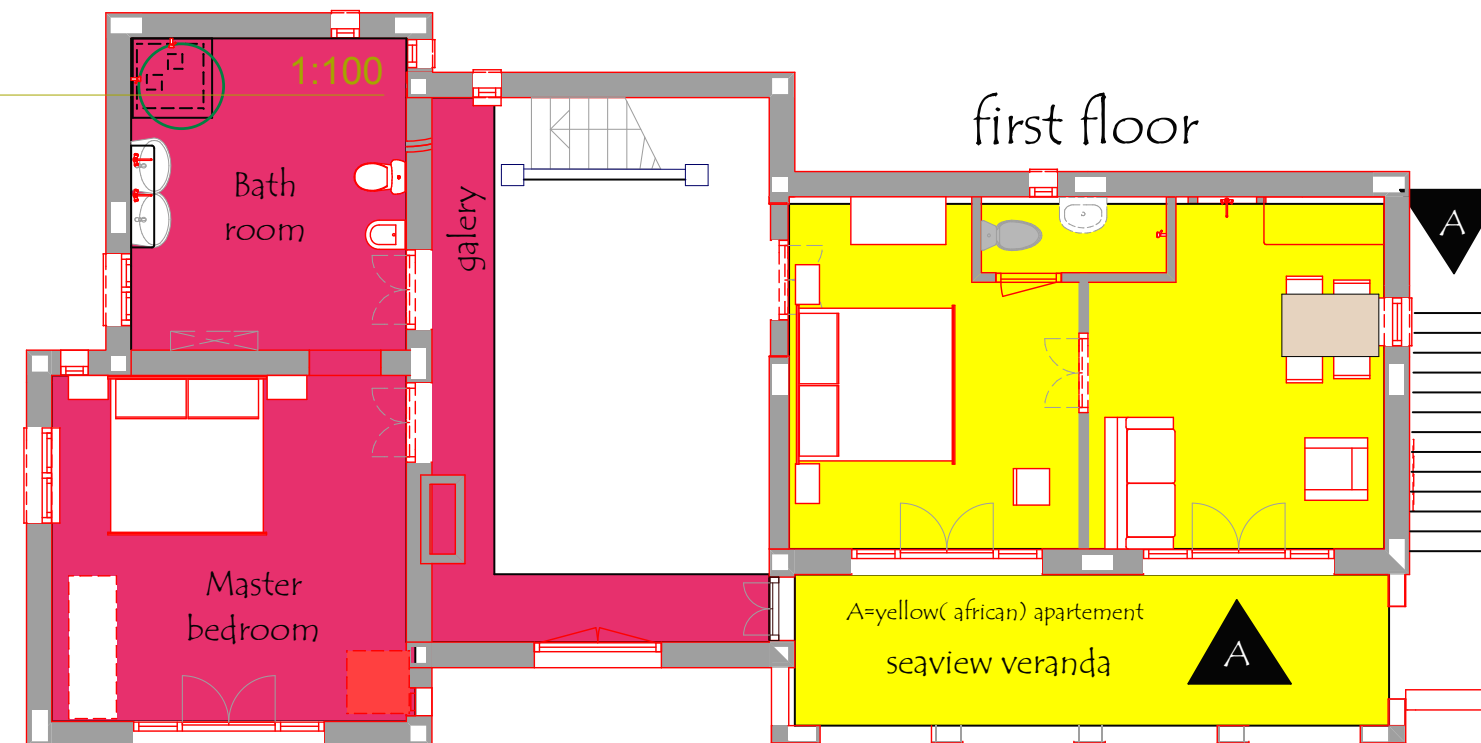 1:100
first floor
Bath
room
galery
A
Master
bedroom
A=yellow( african) apartement
seaview veranda
A